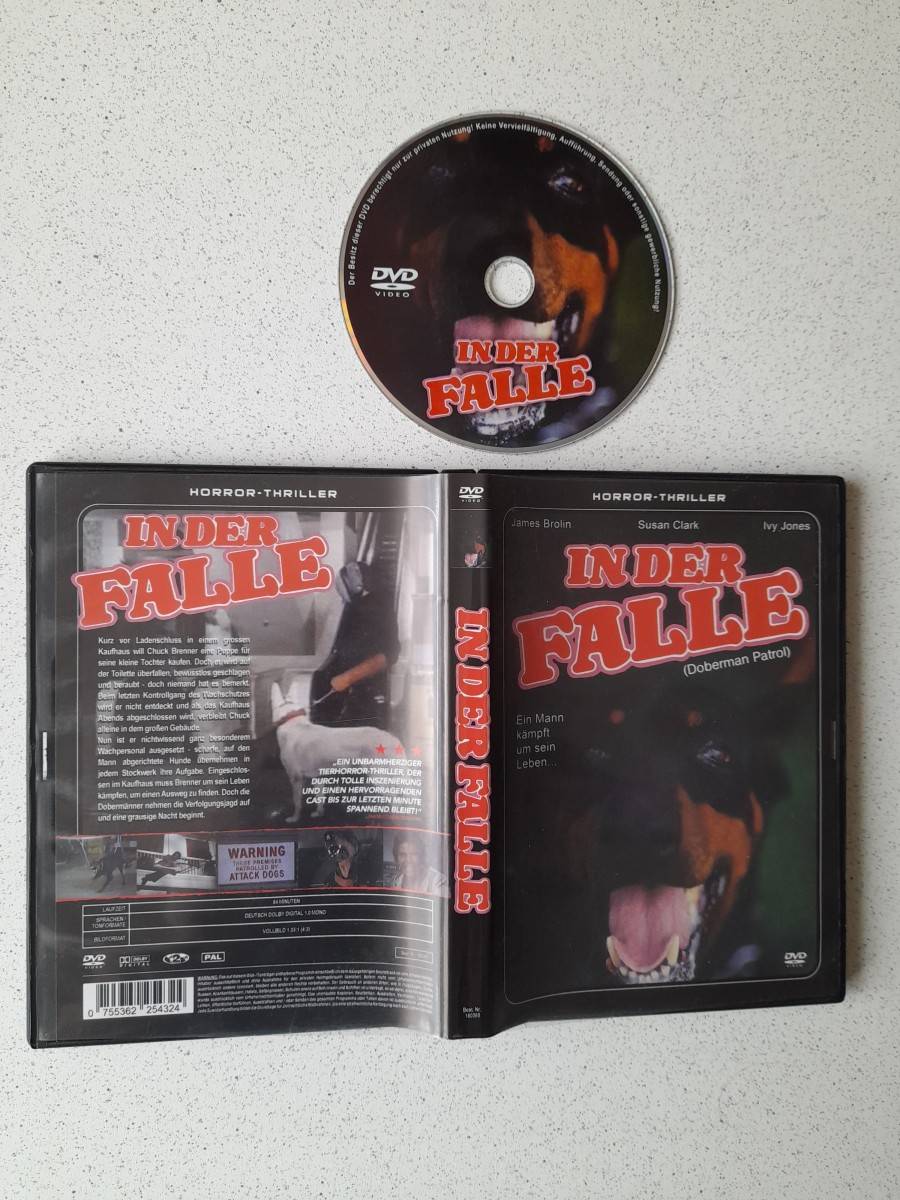 Der Besitz dieser DVD berechtigt nur zur privaten Nutzung! Keine Vervielfältigung, Aufführung, Sendung oder sonstige gewerbliche Nutzung!
DVD
VIDEO
IN DER
FALLE
HORROR-THRILLER
IN DER
FALLE
Kurz vor Ladenschluss in einem grossen
Kaufhaus will Chuck Brenner eine Puppe für
seine kleine Tochter kaufen. Doch er wird auf
der Toilette überfallen, bewusstlos geschlagen
und beraubt - doch niemand hat es bemerkt.
Beim letzten Kontrollgang des Wachschutzes
wird er nicht entdeckt und als das Kaufhaus
Abends abgeschlossen wird, verbleibt Chuck
alleine in dem großen Gebäude.
Nun ist er nichtwissend ganz besonderem
Wachpersonal ausgesetzt - scharfe, auf den
Mann abgerichtete Hunde übernehmen in
jedem Stockwerk ihre Aufgabe. Eingeschlos-
sen im Kaufhaus muss Brenner um sein Leben
kämpfen, um einen Ausweg zu finden. Doch die
Dobermänner nehmen die Verfolgungsjagd auf
und eine grausige Nacht beginnt.
„EIN UNBARMHERZIGER
TIERHORROR-THRILLER, DER
DURCH TOLLE INSZENIERUNG
UND EINEN HERVORRAGENDEN
CAST BIS ZUR LETZTEN MINUTE
SPANNEND BLEIBT!"
WARNING
THESE PREMISES
PATROLLED BY
ATTACK DOGS
LAUFZEIT
84 MINUTEN
SPRACHEN
TONFORMATE
DEUTSCH DOLBY DIGITAL 1.0 MONO
BILDFORMAT
VOLLBILD 1.33:1 (4:3)
DVD
VIDEO
DOLBY
DIGITAL
2
PAL
0 755362 254324
DVD
VIDEO
IN DER FALLE
Best. Nr.
HORROR-THRILLER
James Brolin Susan Clark Ivy Jones
IN DER
FALLE
(Doberman Patrol)
Ein Mann
kämpft
um sein
Leben...
DVD
VIDEO